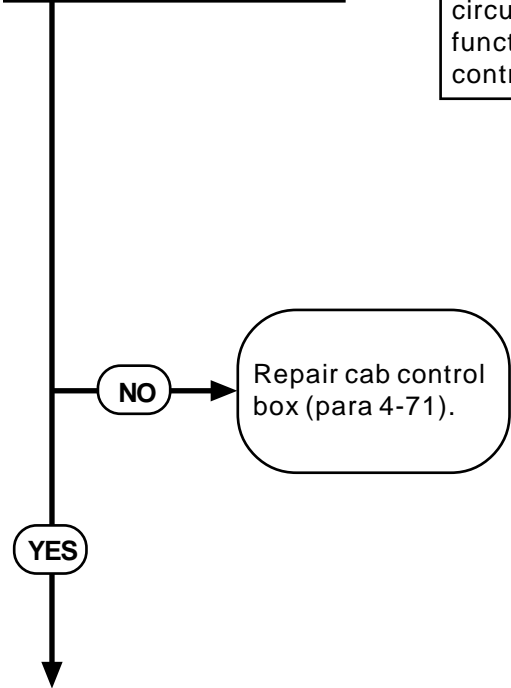 NO
Repair cab control
box (para 4-71).
YES